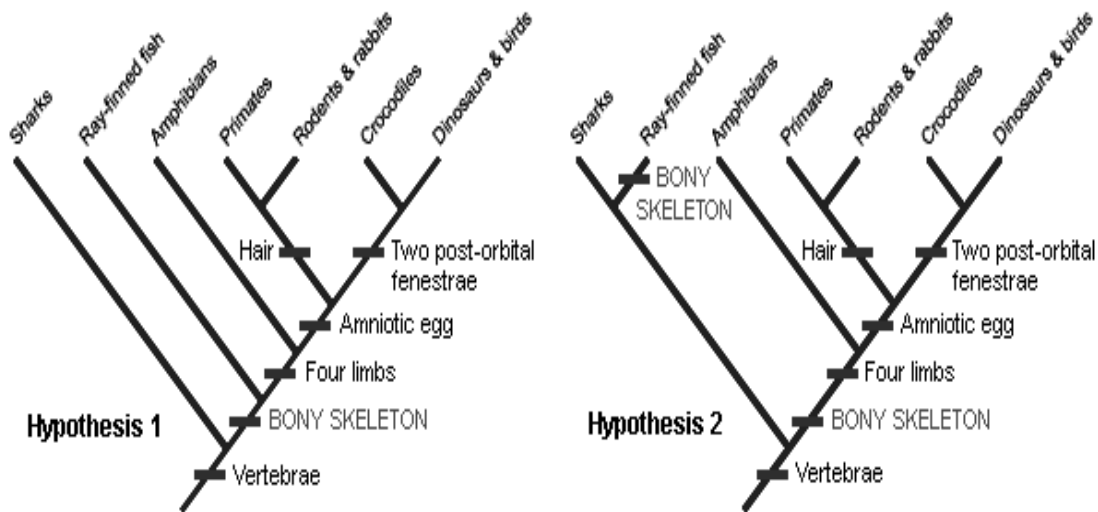 Sharks
Ray-finned fish
Amphibians
Primates
Rodents & rabbits
Crocodiles
Dinosaurs & birds
Hair
Two post-orbital
fenestrae
Amniotic egg
Four limbs
BONY SKELETON
Vertebrae
Hypothesis 1
Sharks
Ray-finned fish
Amphibians
Primates
Rodents & rabbits
Crocodiles
Dinosaurs & birds
BONY
SKELETON
Hair
Two post-orbital
fenestrae
Amniotic egg
Four limbs
BONY SKELETON
Vertebrae
Hypothesis 2